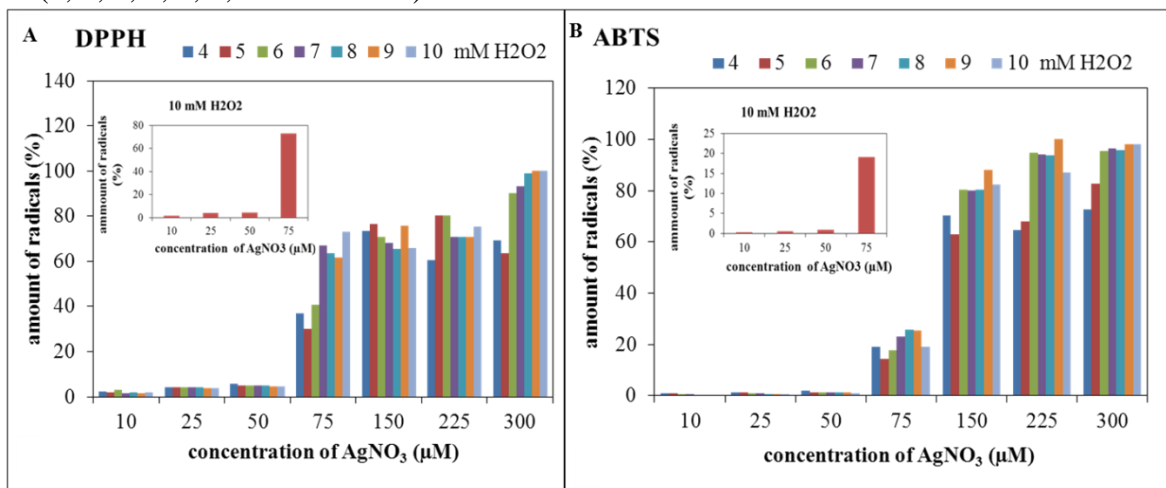 A DPPH
4 5 6 7 8 9 10 mM H2O2
140
120
100
80
60
40
20
0
amount of radicals (%)
10 mM H2O2
80
60
40
20
0
ammount of radicals
(%)
10 25 50 75
concentration of AgNO3 (µM)
10 25 50 75 150 225 300
concentration of AgNO3 (µM)
B ABTS
4 5 6 7 8 9 10 mM H2O2
120
100
80
60
40
20
0
amount of radicals (%)
10 mM H2O2
25
20
15
10
5
0
ammount of radicals
(%)
10 25 50 75
concentration of AgNO3 (µM)
10 25 50 75 150 225 300
concentration of AgNO3 (µM)